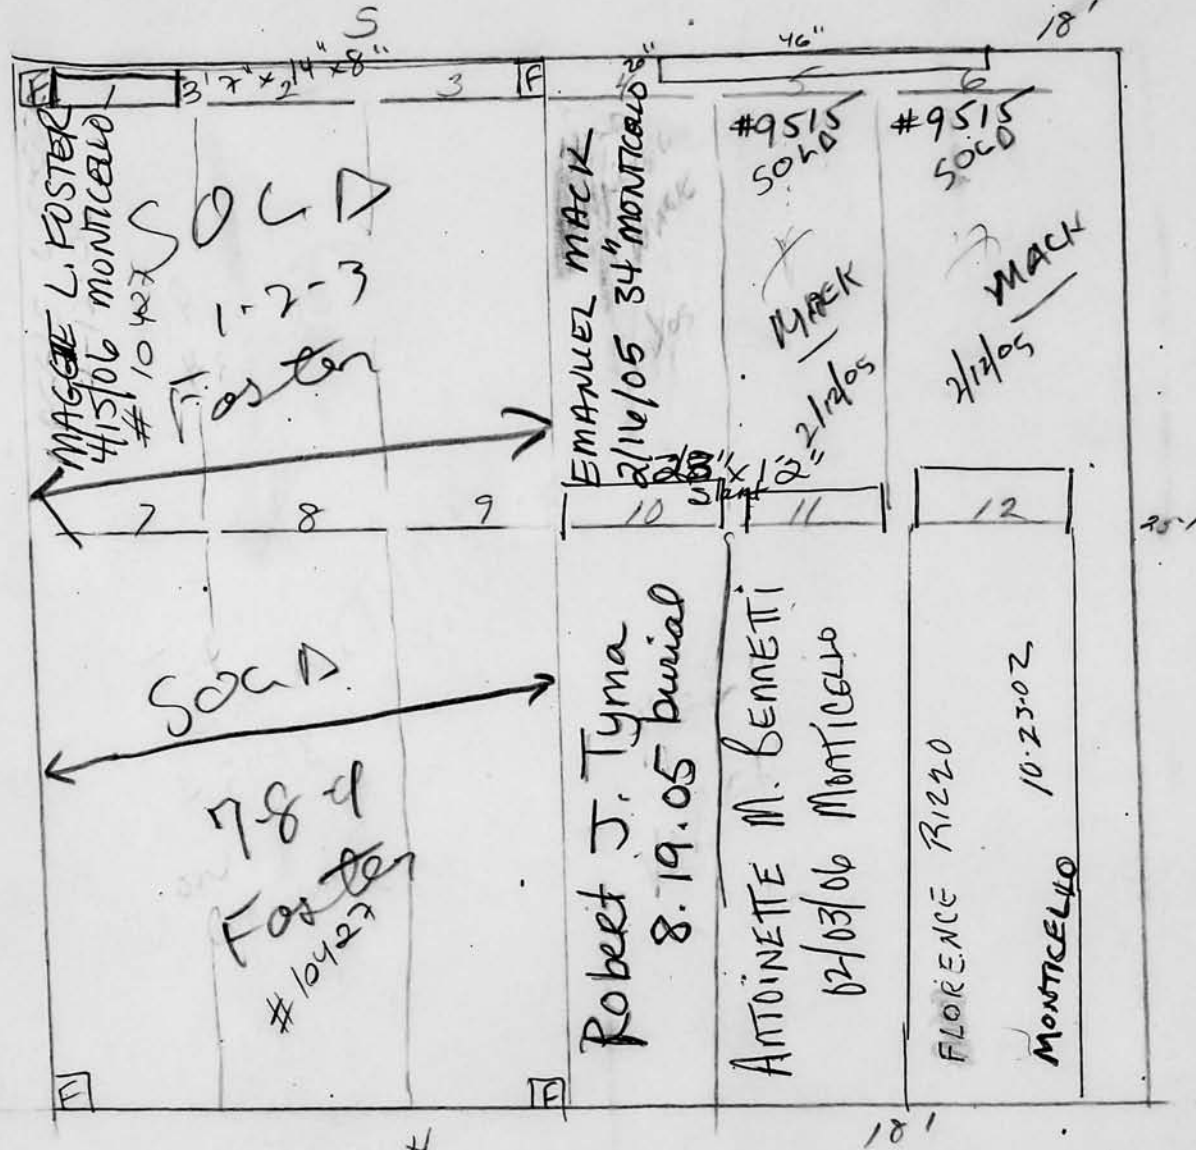 S
18'
46"
20"
F
1
3'7" x 14" x 8"
2
3
F
4
5
6
MAGGIE L. FOSTER
4/15/06 MONTICELLO
#10427
SOLD
1-2-3
Foster
EMANUEL MACK
2/16/05 34" MONTICELLO
#9515
SOLD
MACK
2/12/05
#9515
SOLD
MACK
2/12/05
28" x 12"
Slant
7
8
9
10
11
12
25'
SOLD
7-8-9
Foster
#10427
Robert J. Tyma
8.19.05 burial
ANTOINETTE M. BENNETTI
02/03/06 MONTICELLO
FLORENCE RIZZO
10-23-02
MONTICELLO
F
F
18'